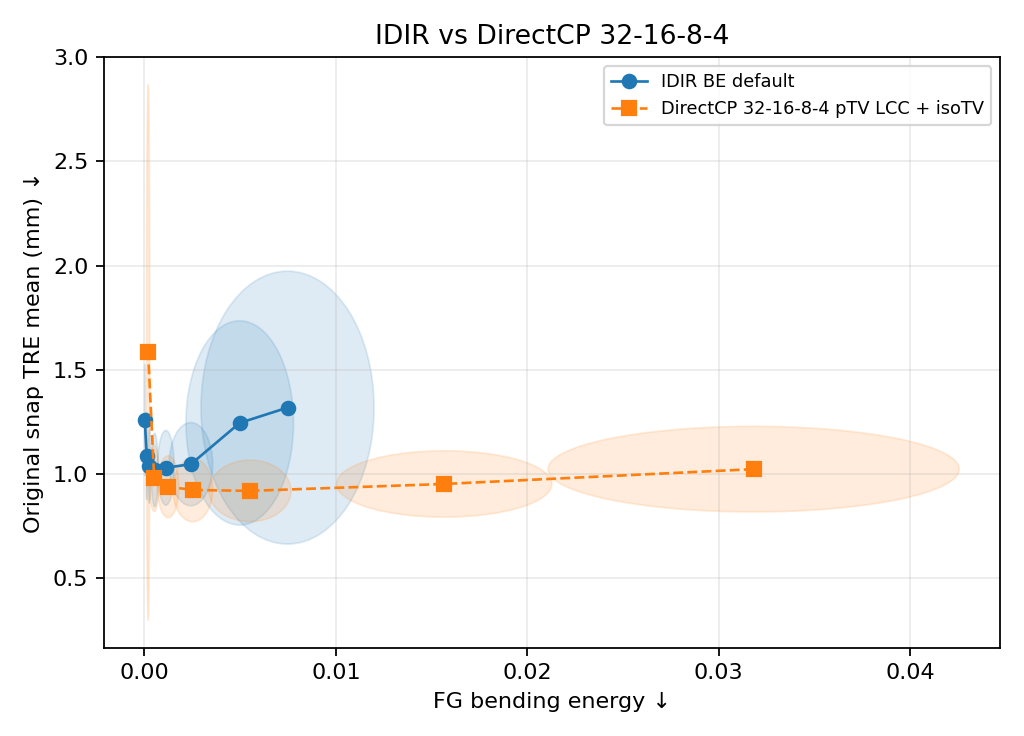 IDIR vs DirectCP 32-16-8-4
IDIR BE default
DirectCP 32-16-8-4 pTV LCC + isoTV
Original snap TRE mean (mm) ↓
3.0
2.5
2.0
1.5
1.0
0.5
0.00
0.01
0.02
0.03
0.04
FG bending energy ↓